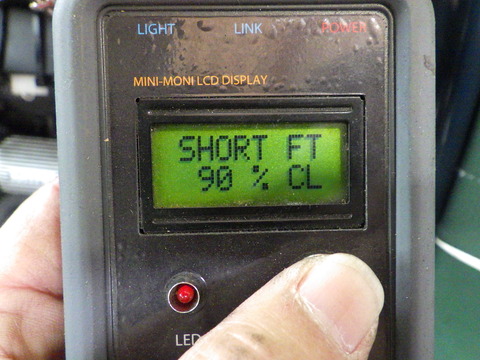 LIGHT LINK POWER
MINI-MONI LCD DISPLAY
SHORT FT
90 % CL
LED